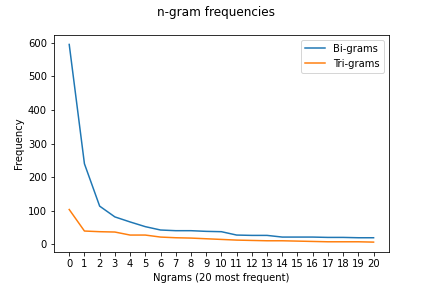 n-gram frequencies
Bi-grams
Tri-grams
600
500
400
300
200
100
0
Frequency
0 1 2 3 4 5 6 7 8 9 10 11 12 13 14 15 16 17 18 19 20
Ngrams (20 most frequent)